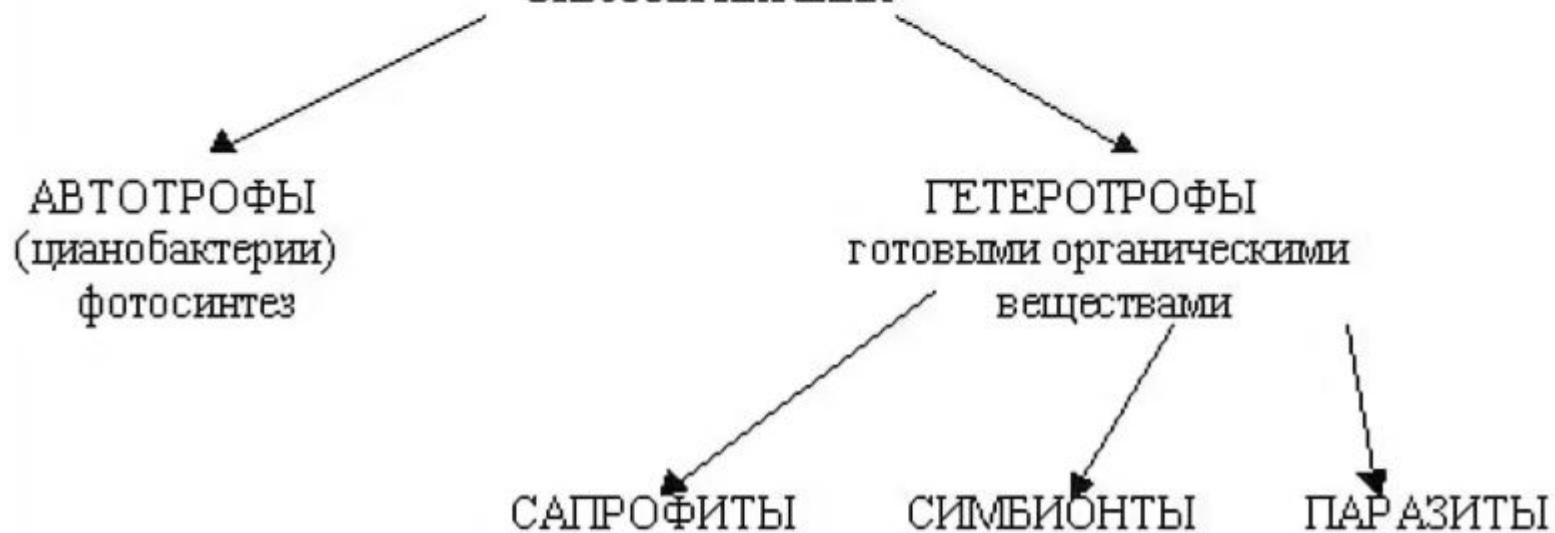 АВТОТРОФЫ
(цианобактерии)
фотосинтез
ГЕТЕРОТРОФЫ
готовыми органическими
веществами
САПРОФИТЫ СИМБИОНТЫ ПАРАЗИТЫ